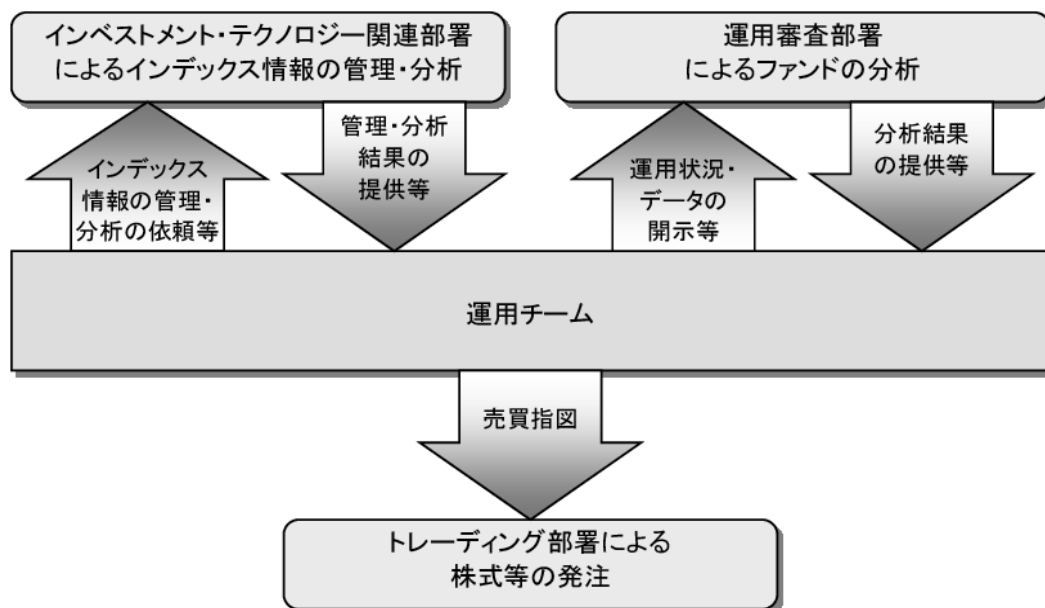 インベストメント・テクノロジー関連部署
によるインデックス情報の管理・分析
運用審査部署
によるファンドの分析
インデックス
情報の管理・
分析の依頼等
管理・分析
結果の
提供等
運用状況・
データの
開示等
分析結果
の提供等
運用チーム
売買指図
トレーディング部署による
株式等の発注